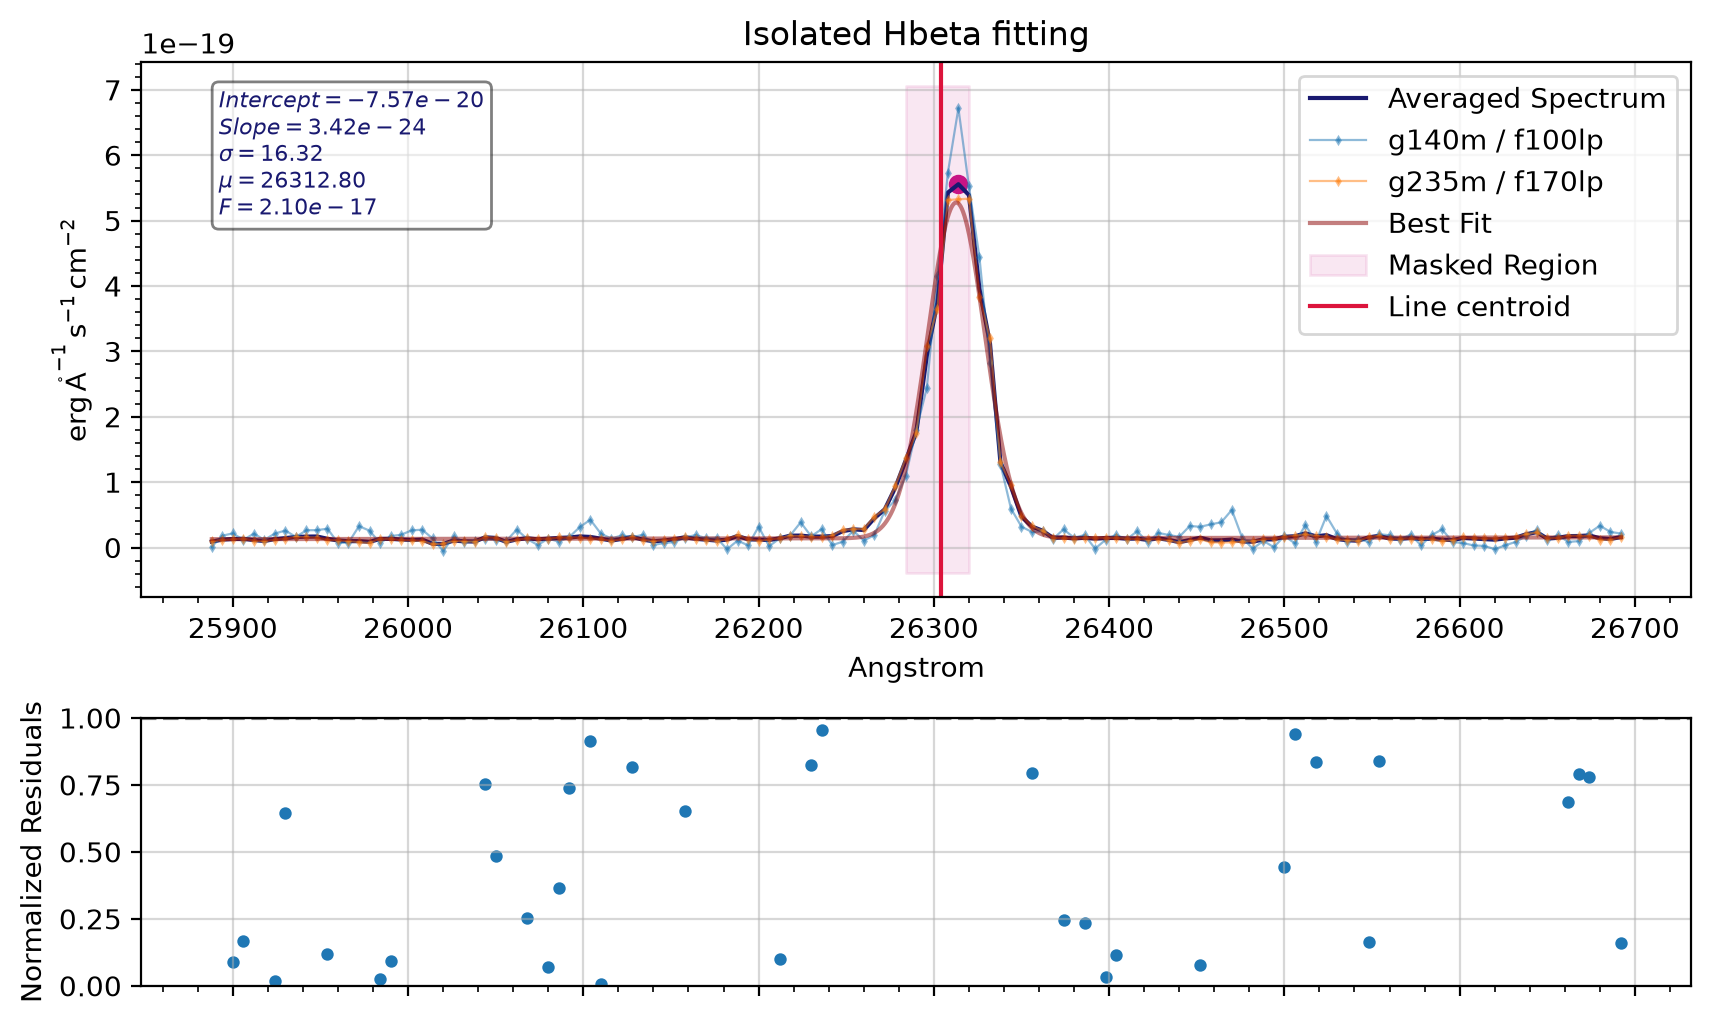 Isolated Hbeta fitting
1e−19
Intercept = −7.57e − 20
Slope = 3.42e − 24
σ = 16.32
μ = 26312.80
F = 2.10e − 17
Averaged Spectrum
g140m / f100lp
g235m / f170lp
Best Fit
Masked Region
Line centroid
7
6
5
4
3
2
1
0
erg Å⁻¹ s⁻¹ cm⁻²
25900 26000 26100 26200 26300 26400 26500 26600 26700
Angstrom
Normalized Residuals
1.00
0.75
0.50
0.25
0.00